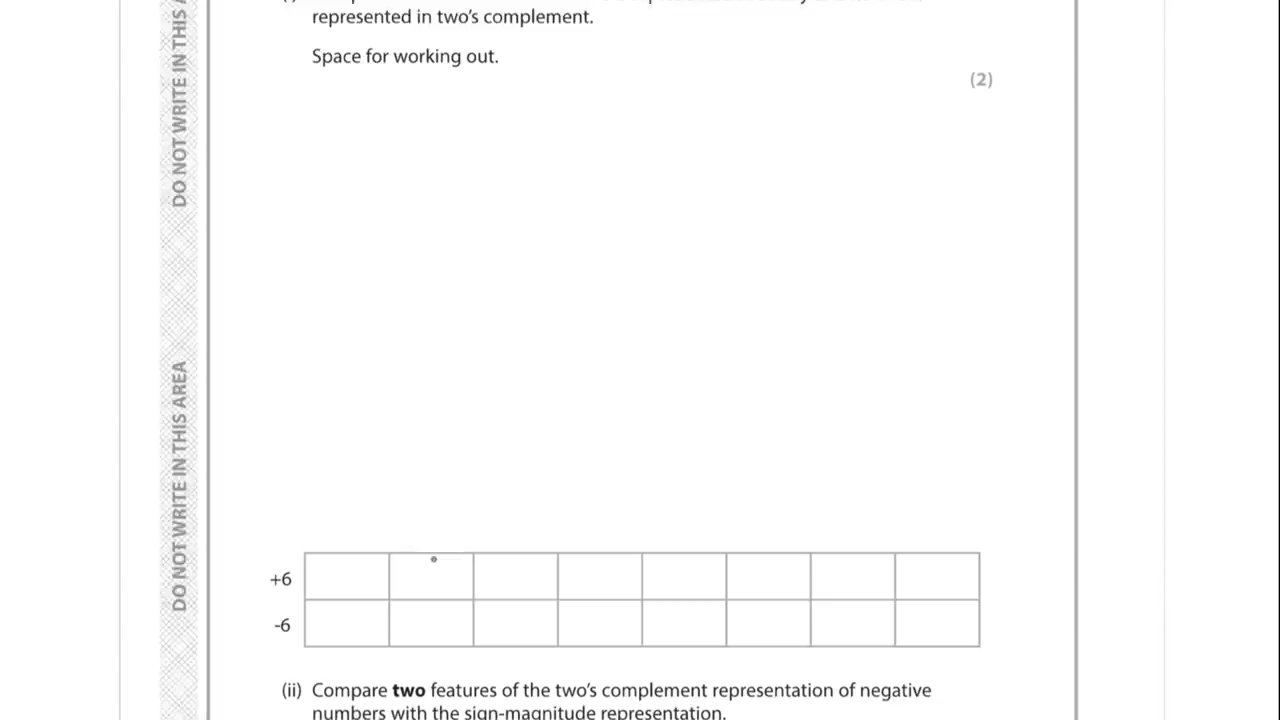 represented in two's complement.
Space for working out.
(2)
DO NOT WRITE IN THIS
DO NOT WRITE IN THIS AREA
+6
-6
(ii) Compare two features of the two's complement representation of negative
numbers with the sign-magnitude representation.